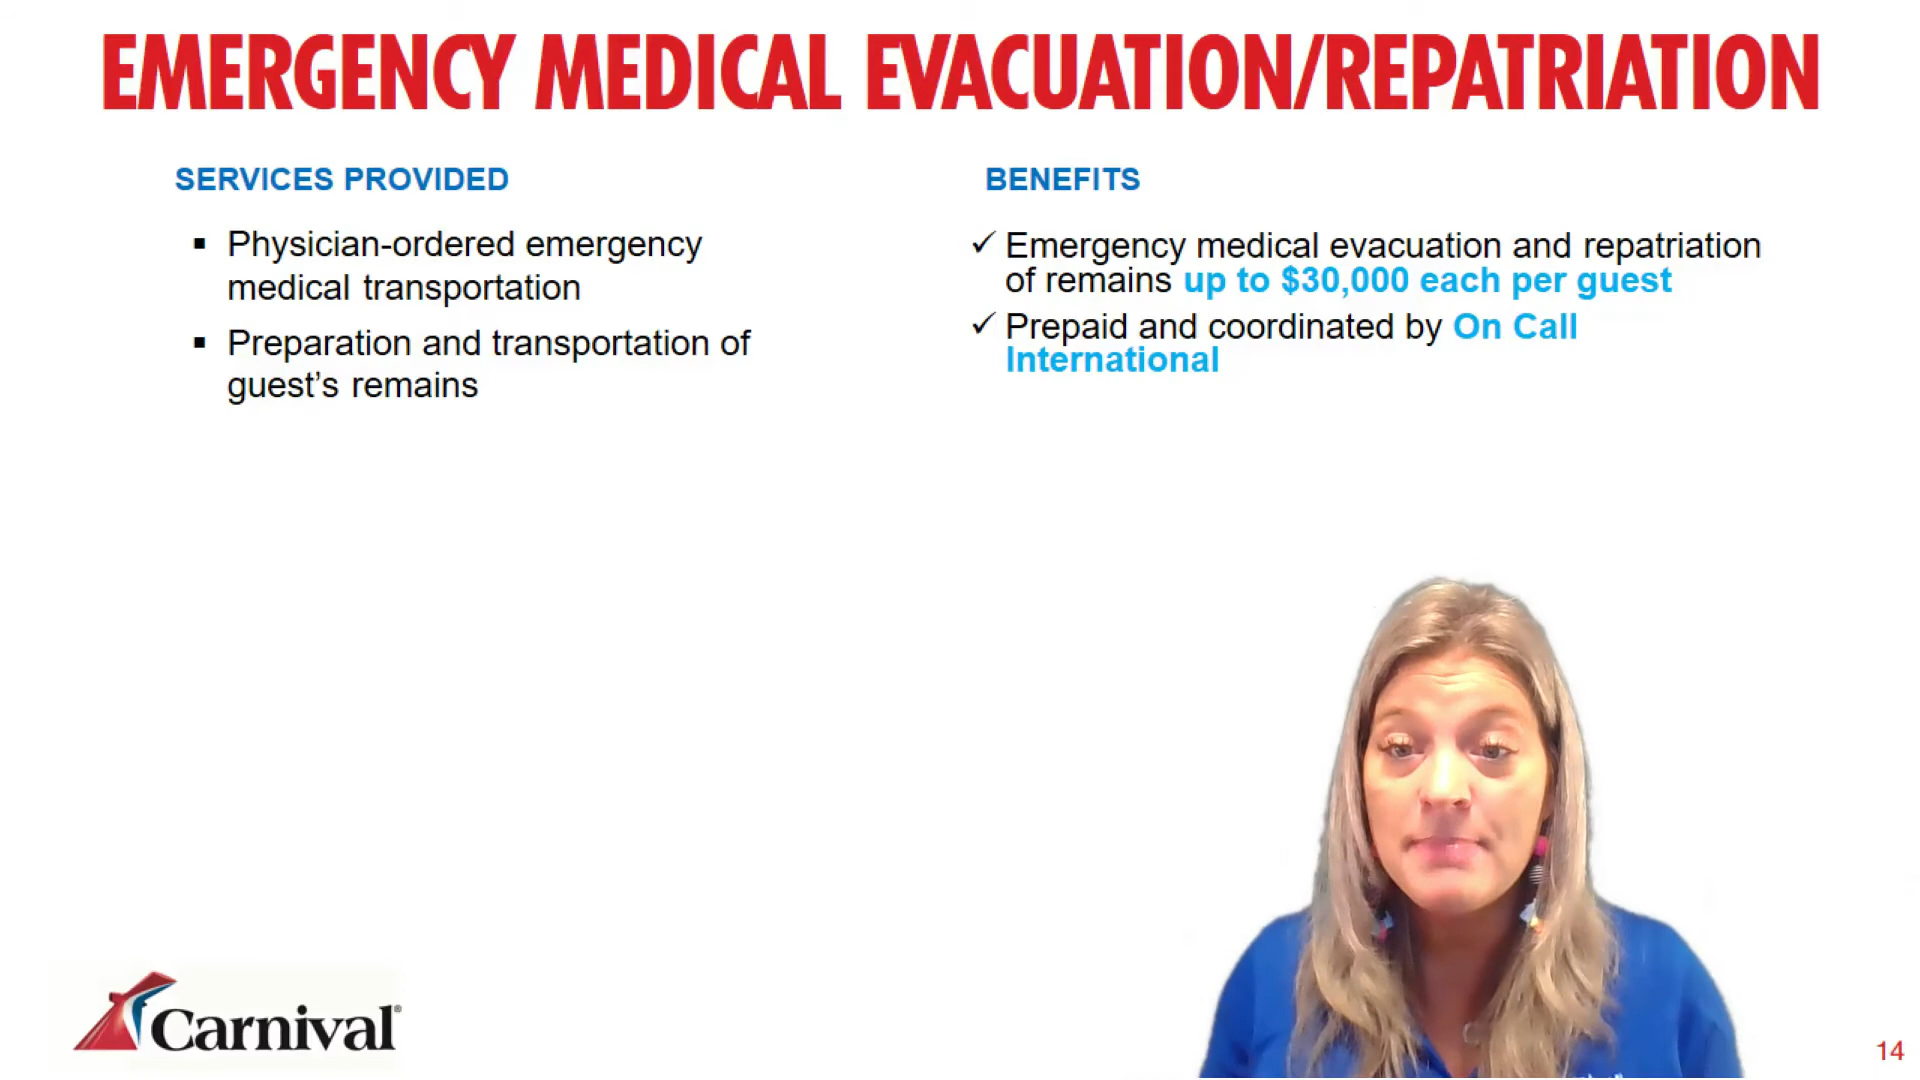 EMERGENCY MEDICAL EVACUATION/REPATRIATION
SERVICES PROVIDED
▪ Physician-ordered emergency
medical transportation
▪ Preparation and transportation of
guest's remains
BENEFITS
✓ Emergency medical evacuation and repatriation
of remains up to $30,000 each per guest
✓ Prepaid and coordinated by On Call
International
Carnival®
14